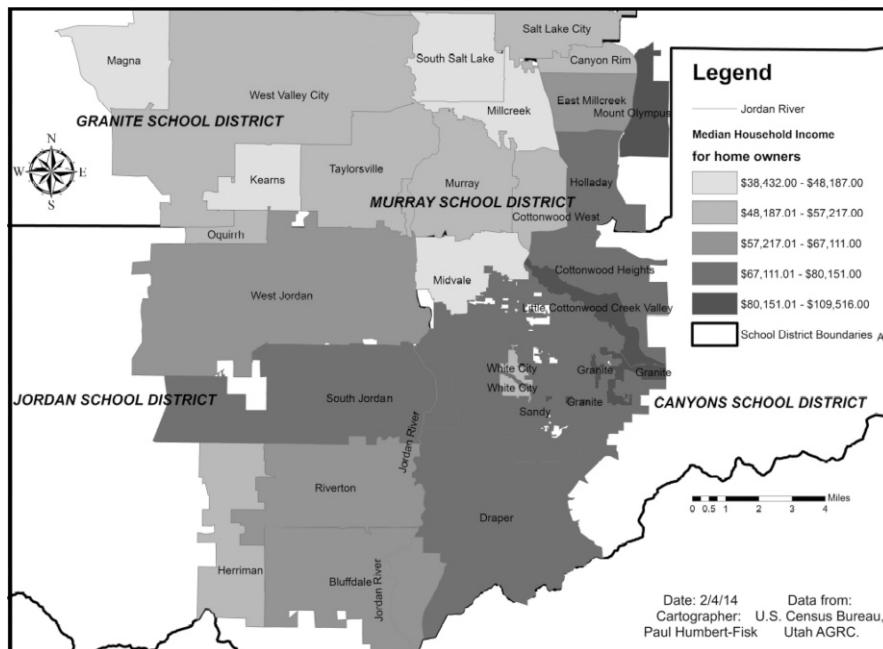 Salt Lake City
Magna
South Salt Lake
Canyon Rim
West Valley City
Millcreek
East Millcreek
Mount Olympus
GRANITE SCHOOL DISTRICT
N
W E
S
Kearns
Taylorsville
Murray
Holladay
MURRAY SCHOOL DISTRICT
Cottonwood West
Oquirrh
Midvale
Cottonwood Heights
West Jordan
Little Cottonwood Creek Valley
White City
Granite
Granite
White City
JORDAN SCHOOL DISTRICT
South Jordan
Sandy
Granite
CANYONS SCHOOL DISTRICT
Jordan River
Riverton
Draper
Herriman
Bluffdale
Jordan River
Legend
Jordan River
Median Household Income
for home owners
$38,432.00 - $48,187.00
$48,187.01 - $57,217.00
$57,217.01 - $67,111.00
$67,111.01 - $80,151.00
$80,151.01 - $109,516.00
School District Boundaries A
Miles
0 0.5 1 2 3 4
Date: 2/4/14 Data from:
Cartographer: U.S. Census Bureau,
Paul Humbert-Fisk Utah AGRC.